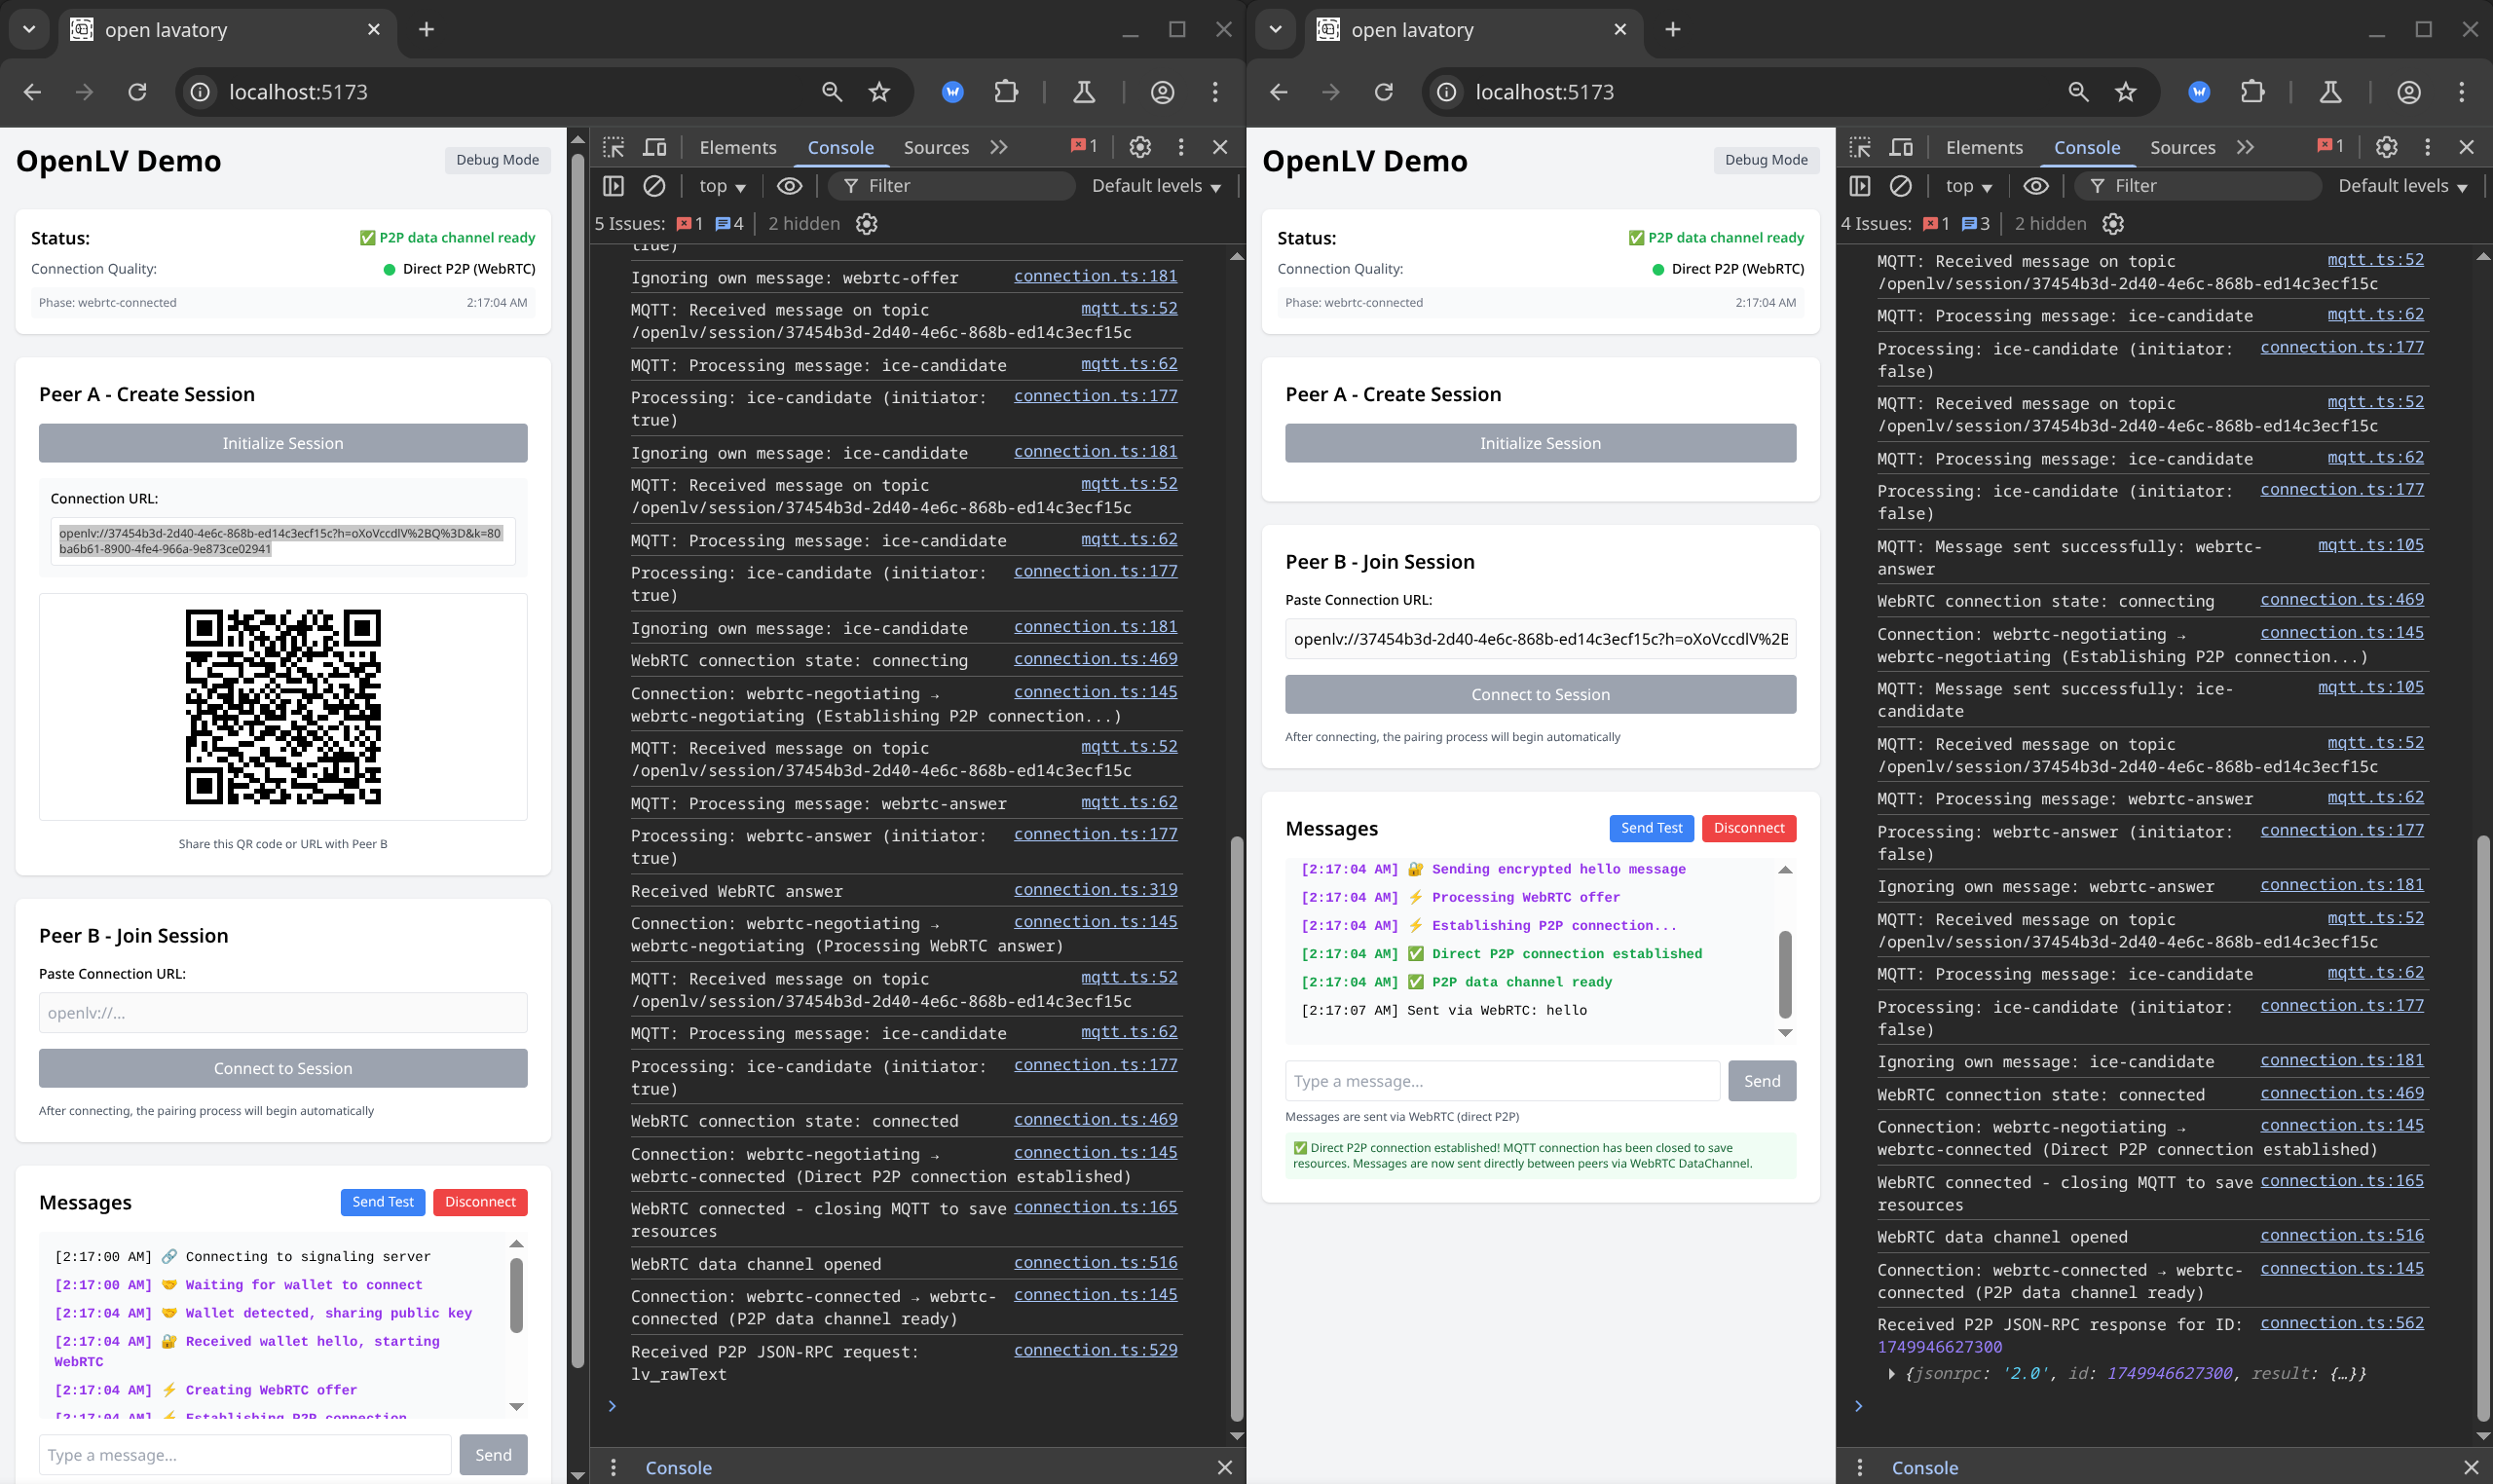 open lavatory
localhost:5173
OpenLV Demo
Debug Mode
Status:
✅ P2P data channel ready
Connection Quality:
Direct P2P (WebRTC)
Phase: webrtc-connected
2:17:04 AM
Peer A - Create Session
Initialize Session
Connection URL:
openlv://37454b3d-2d40-4e6c-868b-ed14c3ecf15c?h=oXoVccdlV%2BQ%3D&k=80
ba6b61-8900-4fe4-966a-9e873ce02941
Share this QR code or URL with Peer B
Peer B - Join Session
Paste Connection URL:
openlv://...
Connect to Session
After connecting, the pairing process will begin automatically
Messages
Send Test
Disconnect
[2:17:00 AM] 🔗 Connecting to signaling server
[2:17:00 AM] 🤝 Waiting for wallet to connect
[2:17:04 AM] 🤝 Wallet detected, sharing public key
[2:17:04 AM] 🔐 Received wallet hello, starting
WebRTC
[2:17:04 AM] ⚡ Creating WebRTC offer
[2:17:04 AM] ⚡ Establishing P2P connection
Type a message...
Send
Elements
Console
Sources
1
top
Filter
Default levels
5 Issues:
1
4
2 hidden
true)
Ignoring own message: webrtc-offer connection.ts:181
MQTT: Received message on topic mqtt.ts:52
/openlv/session/37454b3d-2d40-4e6c-868b-ed14c3ecf15c
MQTT: Processing message: ice-candidate mqtt.ts:62
Processing: ice-candidate (initiator: connection.ts:177
true)
Ignoring own message: ice-candidate connection.ts:181
MQTT: Received message on topic mqtt.ts:52
/openlv/session/37454b3d-2d40-4e6c-868b-ed14c3ecf15c
MQTT: Processing message: ice-candidate mqtt.ts:62
Processing: ice-candidate (initiator: connection.ts:177
true)
Ignoring own message: ice-candidate connection.ts:181
WebRTC connection state: connecting connection.ts:469
Connection: webrtc-negotiating → connection.ts:145
webrtc-negotiating (Establishing P2P connection...)
MQTT: Received message on topic mqtt.ts:52
/openlv/session/37454b3d-2d40-4e6c-868b-ed14c3ecf15c
MQTT: Processing message: webrtc-answer mqtt.ts:62
Processing: webrtc-answer (initiator: connection.ts:177
true)
Received WebRTC answer connection.ts:319
Connection: webrtc-negotiating → connection.ts:145
webrtc-negotiating (Processing WebRTC answer)
MQTT: Received message on topic mqtt.ts:52
/openlv/session/37454b3d-2d40-4e6c-868b-ed14c3ecf15c
MQTT: Processing message: ice-candidate mqtt.ts:62
Processing: ice-candidate (initiator: connection.ts:177
true)
WebRTC connection state: connected connection.ts:469
Connection: webrtc-negotiating → connection.ts:145
webrtc-connected (Direct P2P connection established)
WebRTC connected - closing MQTT to save connection.ts:165
resources
WebRTC data channel opened connection.ts:516
Connection: webrtc-connected → webrtc- connection.ts:145
connected (P2P data channel ready)
Received P2P JSON-RPC request: connection.ts:529
lv_rawText
Console
open lavatory
localhost:5173
OpenLV Demo
Debug Mode
Status:
✅ P2P data channel ready
Connection Quality:
Direct P2P (WebRTC)
Phase: webrtc-connected
2:17:04 AM
Peer A - Create Session
Initialize Session
Peer B - Join Session
Paste Connection URL:
openlv://37454b3d-2d40-4e6c-868b-ed14c3ecf15c?h=oXoVccdlV%2B
Connect to Session
After connecting, the pairing process will begin automatically
Messages
Send Test
Disconnect
[2:17:04 AM] 🔐 Sending encrypted hello message
[2:17:04 AM] ⚡ Processing WebRTC offer
[2:17:04 AM] ⚡ Establishing P2P connection...
[2:17:04 AM] ✅ Direct P2P connection established
[2:17:04 AM] ✅ P2P data channel ready
[2:17:07 AM] Sent via WebRTC: hello
Type a message...
Send
Messages are sent via WebRTC (direct P2P)
✅ Direct P2P connection established! MQTT connection has been closed to save
resources. Messages are now sent directly between peers via WebRTC DataChannel.
Elements
Console
Sources
1
top
Filter
Default levels
4 Issues:
1
3
2 hidden
MQTT: Received message on topic mqtt.ts:52
/openlv/session/37454b3d-2d40-4e6c-868b-ed14c3ecf15c
MQTT: Processing message: ice-candidate mqtt.ts:62
Processing: ice-candidate (initiator: connection.ts:177
false)
MQTT: Received message on topic mqtt.ts:52
/openlv/session/37454b3d-2d40-4e6c-868b-ed14c3ecf15c
MQTT: Processing message: ice-candidate mqtt.ts:62
Processing: ice-candidate (initiator: connection.ts:177
false)
MQTT: Message sent successfully: webrtc- mqtt.ts:105
answer
WebRTC connection state: connecting connection.ts:469
Connection: webrtc-negotiating → connection.ts:145
webrtc-negotiating (Establishing P2P connection...)
MQTT: Message sent successfully: ice- mqtt.ts:105
candidate
MQTT: Received message on topic mqtt.ts:52
/openlv/session/37454b3d-2d40-4e6c-868b-ed14c3ecf15c
MQTT: Processing message: webrtc-answer mqtt.ts:62
Processing: webrtc-answer (initiator: connection.ts:177
false)
Ignoring own message: webrtc-answer connection.ts:181
MQTT: Received message on topic mqtt.ts:52
/openlv/session/37454b3d-2d40-4e6c-868b-ed14c3ecf15c
MQTT: Processing message: ice-candidate mqtt.ts:62
Processing: ice-candidate (initiator: connection.ts:177
false)
Ignoring own message: ice-candidate connection.ts:181
WebRTC connection state: connected connection.ts:469
Connection: webrtc-negotiating → connection.ts:145
webrtc-connected (Direct P2P connection established)
WebRTC connected - closing MQTT to save connection.ts:165
resources
WebRTC data channel opened connection.ts:516
Connection: webrtc-connected → webrtc- connection.ts:145
connected (P2P data channel ready)
Received P2P JSON-RPC response for ID: connection.ts:562
1749946627300
{jsonrpc: '2.0', id: 1749946627300, result: {…}}
Console